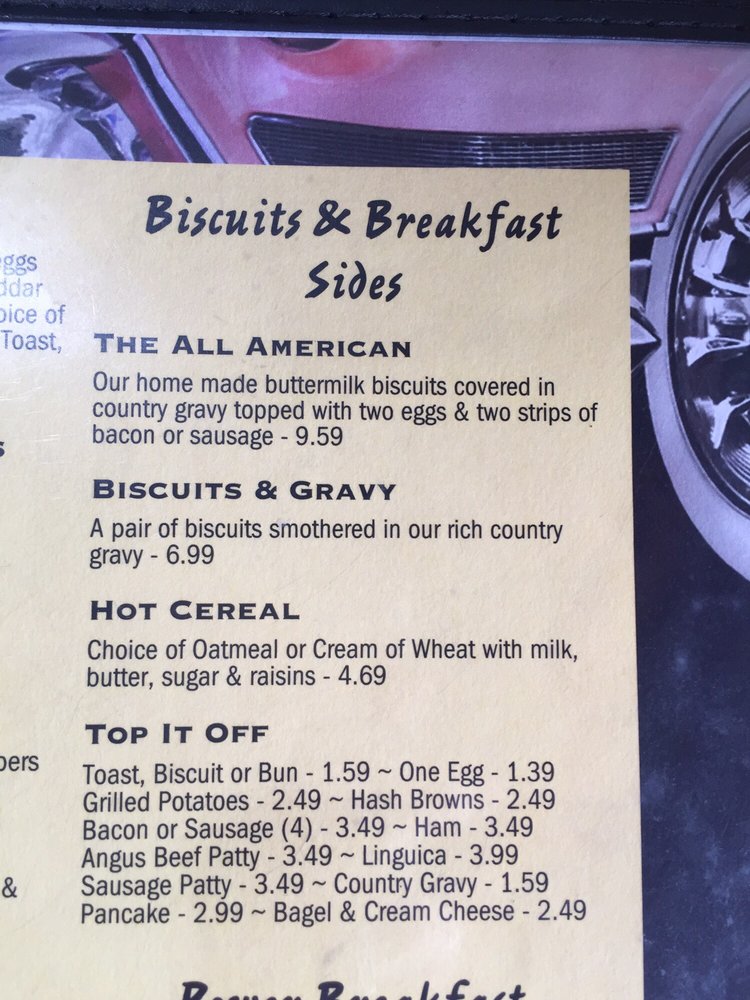 Biscuits & Breakfast
Sides
THE ALL AMERICAN
Our home made buttermilk biscuits covered in
country gravy topped with two eggs & two strips of
bacon or sausage - 9.59
BISCUITS & GRAVY
A pair of biscuits smothered in our rich country
gravy - 6.99
HOT CEREAL
Choice of Oatmeal or Cream of Wheat with milk,
butter, sugar & raisins - 4.69
TOP IT OFF
Toast, Biscuit or Bun - 1.59 ~ One Egg - 1.39
Grilled Potatoes - 2.49 ~ Hash Browns - 2.49
Bacon or Sausage (4) - 3.49 ~ Ham - 3.49
Angus Beef Patty - 3.49 ~ Linguica - 3.99
Sausage Patty - 3.49 ~ Country Gravy - 1.59
Pancake - 2.99 ~ Bagel & Cream Cheese - 2.49
Breakfast
of
Toast,
&